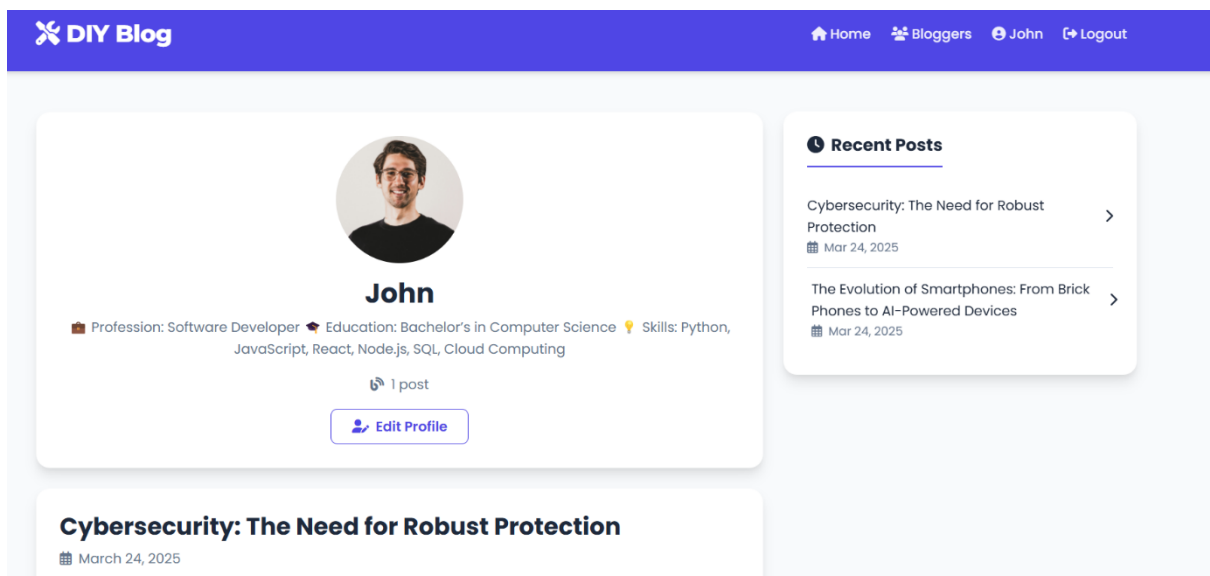 DIY Blog
Home Bloggers John Logout
John
Profession: Software Developer 🎓 Education: Bachelor’s in Computer Science 💡 Skills: Python,
JavaScript, React, Node.js, SQL, Cloud Computing
1 post
Edit Profile
Cybersecurity: The Need for Robust Protection
March 24, 2025
Recent Posts
Cybersecurity: The Need for Robust
Protection
Mar 24, 2025
The Evolution of Smartphones: From Brick
Phones to AI-Powered Devices
Mar 24, 2025